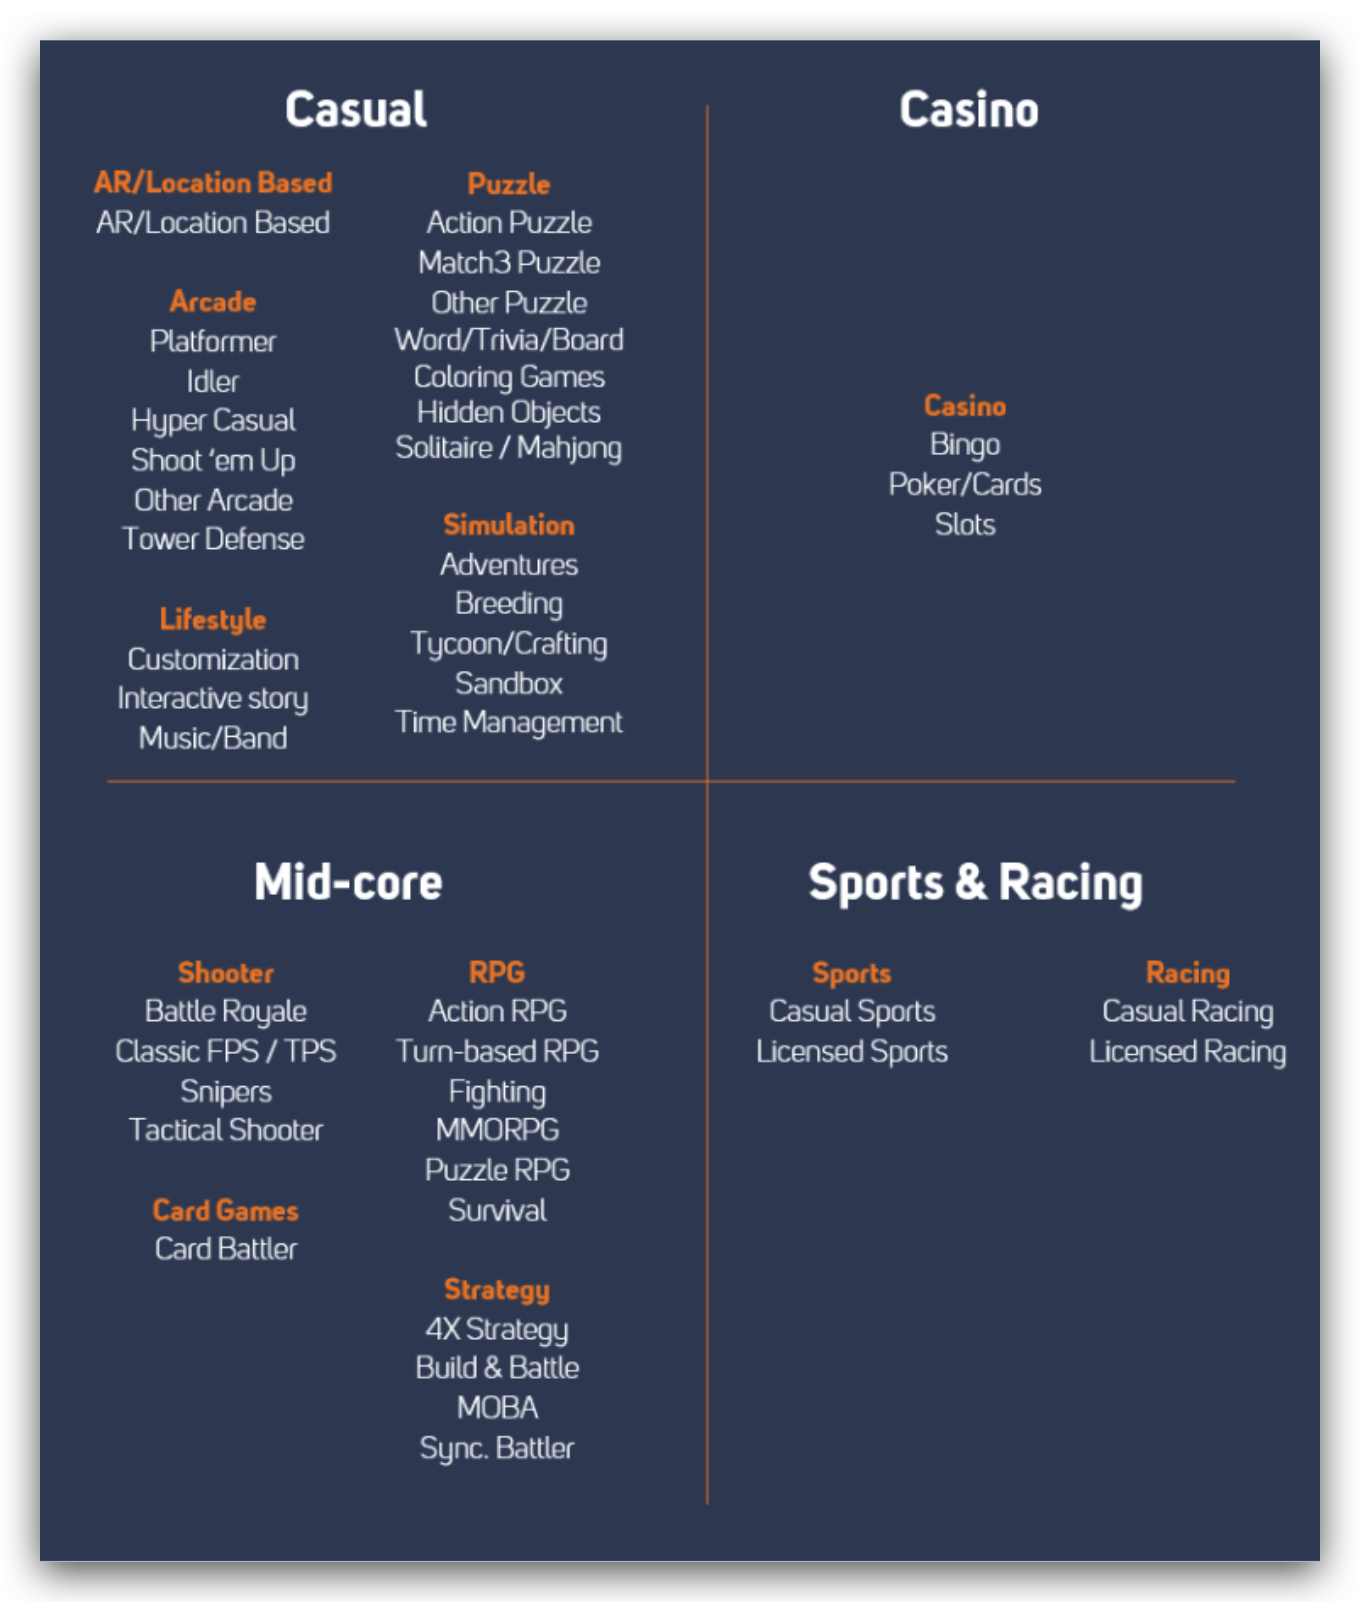 Casual
AR/Location Based
AR/Location Based
Arcade
Platformer
Idler
Hyper Casual
Shoot ‘em Up
Other Arcade
Tower Defense
Lifestyle
Customization
Interactive story
Music/Band
Puzzle
Action Puzzle
Match3 Puzzle
Other Puzzle
Word/Trivia/Board
Coloring Games
Hidden Objects
Solitaire / Mahjong
Simulation
Adventures
Breeding
Tycoon/Crafting
Sandbox
Time Management
Casino
Casino
Bingo
Poker/Cards
Slots
Mid-core
Shooter
Battle Royale
Classic FPS / TPS
Snipers
Tactical Shooter
Card Games
Card Battler
RPG
Action RPG
Turn-based RPG
Fighting
MMORPG
Puzzle RPG
Survival
Strategy
4X Strategy
Build & Battle
MOBA
Sync. Battler
Sports & Racing
Sports
Casual Sports
Licensed Sports
Racing
Casual Racing
Licensed Racing